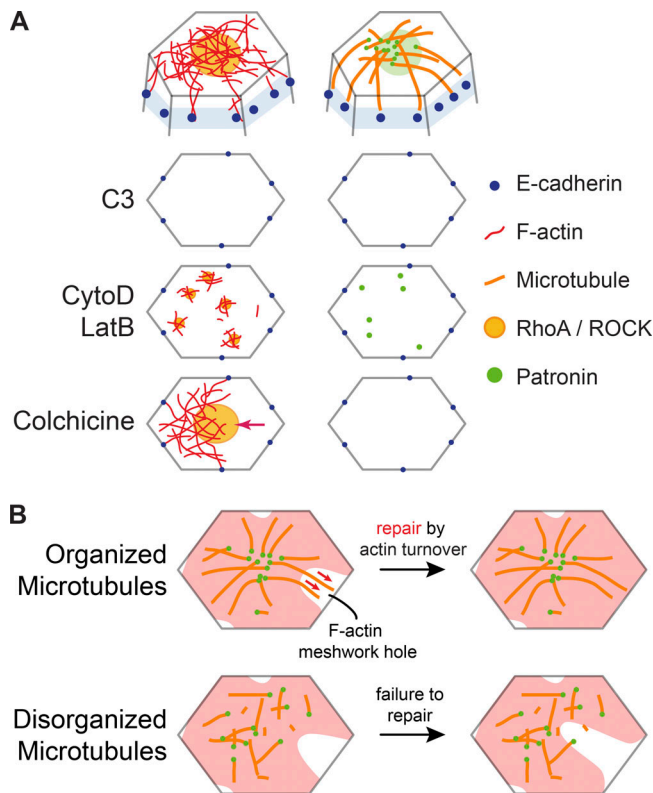 A
C3
CytoD
LatB
Colchicine
E-cadherin
F-actin
Microtubule
RhoA / ROCK
Patronin
B
Organized
Microtubules
repair by
actin turnover
F-actin
meshwork hole
Disorganized
Microtubules
failure to
repair